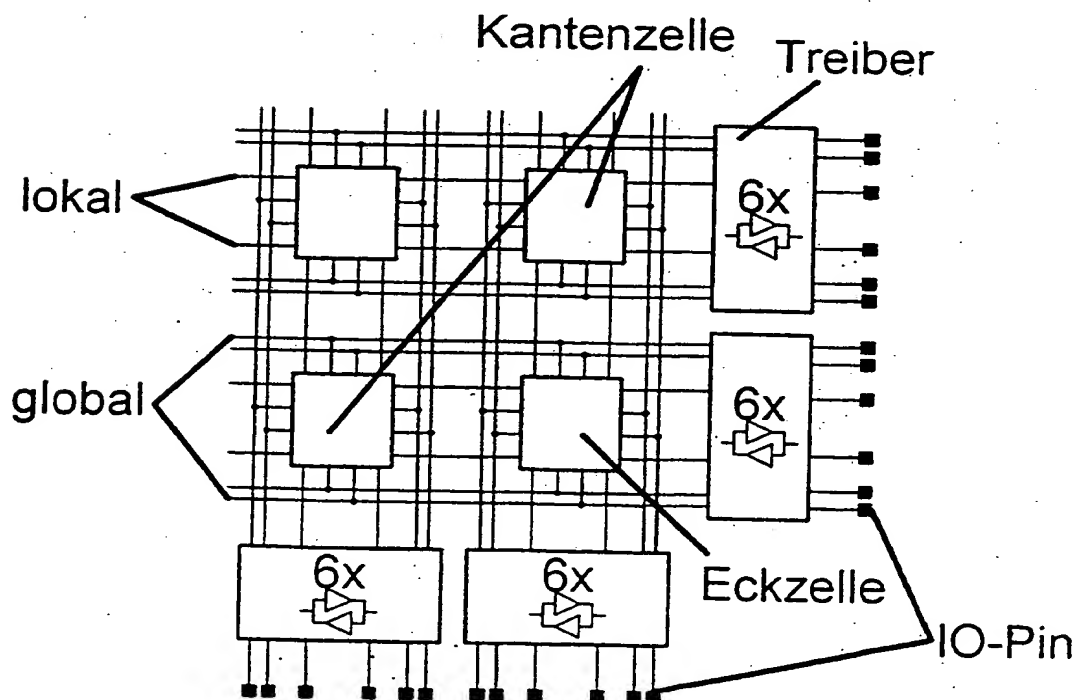 Kantenzelle
Treiber
lokal
6x
global
6x
6x
6x
Eckzelle
IO-Pin